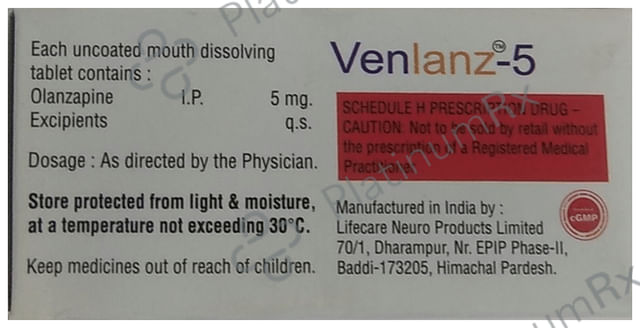 Each uncoated mouth dissolving
tablet contains :
Olanzapine I.P. 5 mg.
Excipients q.s.
Dosage : As directed by the Physician.
Store protected from light & moisture,
at a temperature not exceeding 30°C.
Keep medicines out of reach of children.
Venlanz™-5
SCHEDULE H PRESCRIPTION DRUG –
CAUTION: Not to be sold by retail without
the prescription of a Registered Medical
Practitioner
Manufactured in India by :
Lifecare Neuro Products Limited
70/1, Dharampur, Nr. EPIP Phase-II,
Baddi-173205, Himachal Pardesh.
cGMP
PlatinumRx
PlatinumRx